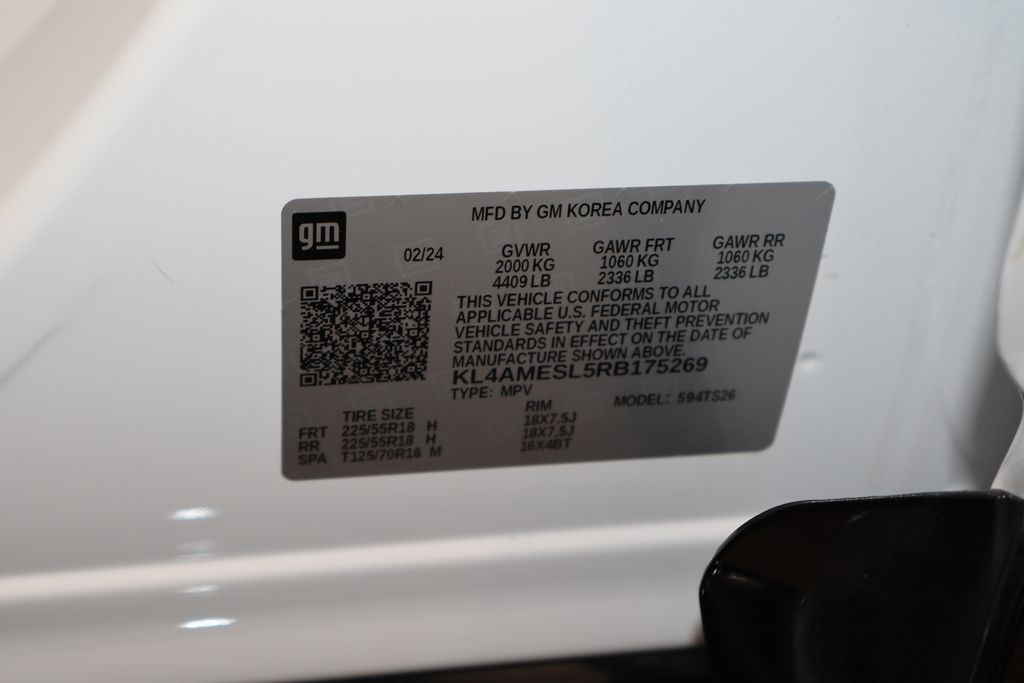 gm
MFD BY GM KOREA COMPANY
02/24
GVWR GAWR FRT GAWR RR
2000 KG 1060 KG 1060 KG
4409 LB 2336 LB 2336 LB
THIS VEHICLE CONFORMS TO ALL
APPLICABLE U.S. FEDERAL MOTOR
VEHICLE SAFETY AND THEFT PREVENTION
STANDARDS IN EFFECT ON THE DATE OF
MANUFACTURE SHOWN ABOVE.
KL4AMESL5RB175269
TYPE: MPV MODEL: 594TS26
TIRE SIZE RIM
FRT 225/55R18 H 18X7.5J
RR 225/55R18 H 18X7.5J
SPA T125/70R16 M 16X4BT